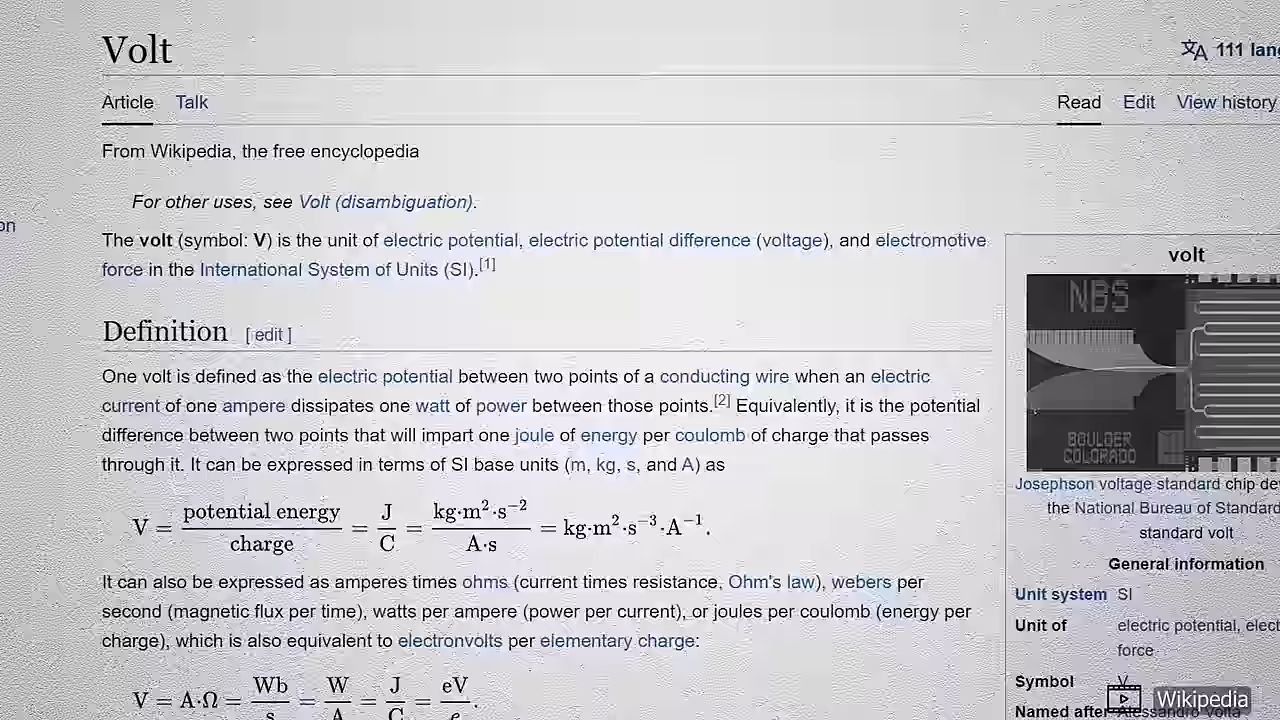 Volt
111 lang
Article Talk
Read Edit View history
From Wikipedia, the free encyclopedia
For other uses, see Volt (disambiguation).
on
The volt (symbol: V) is the unit of electric potential, electric potential difference (voltage), and electromotive
force in the International System of Units (SI).[1]
Definition [ edit ]
One volt is defined as the electric potential between two points of a conducting wire when an electric
current of one ampere dissipates one watt of power between those points.[2] Equivalently, it is the potential
difference between two points that will impart one joule of energy per coulomb of charge that passes
through it. It can be expressed in terms of SI base units (m, kg, s, and A) as
V = potential energy / charge = J / C = kg·m²·s⁻² / A·s = kg·m²·s⁻³·A⁻¹.
It can also be expressed as amperes times ohms (current times resistance, Ohm's law), webers per
second (magnetic flux per time), watts per ampere (power per current), or joules per coulomb (energy per
charge), which is also equivalent to electronvolts per elementary charge:
V = A·Ω = Wb / s = W / A = J / C = eV / e.
volt
NBS
BOULDER
COLORADO
Josephson voltage standard chip de
the National Bureau of Standard
standard volt
General information
Unit system SI
Unit of electric potential, elect
force
Symbol V
Named after Alessandro Volta
Wikipedia